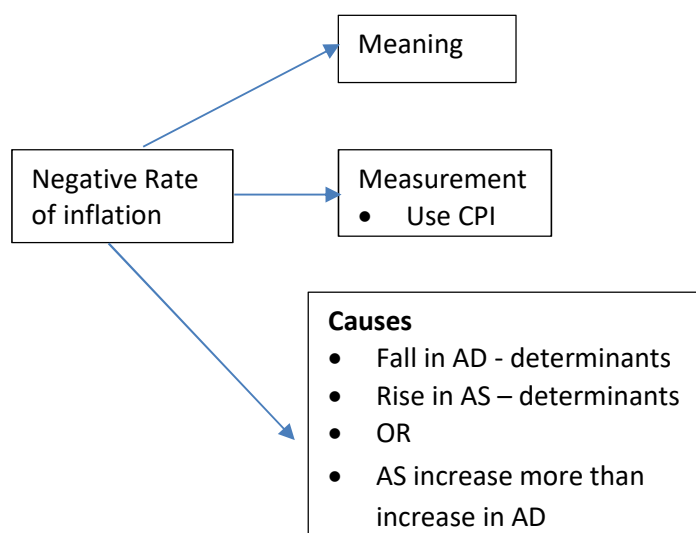 Meaning
Negative Rate
of inflation
Measurement
• Use CPI
Causes
• Fall in AD - determinants
• Rise in AS – determinants
• OR
• AS increase more than
increase in AD